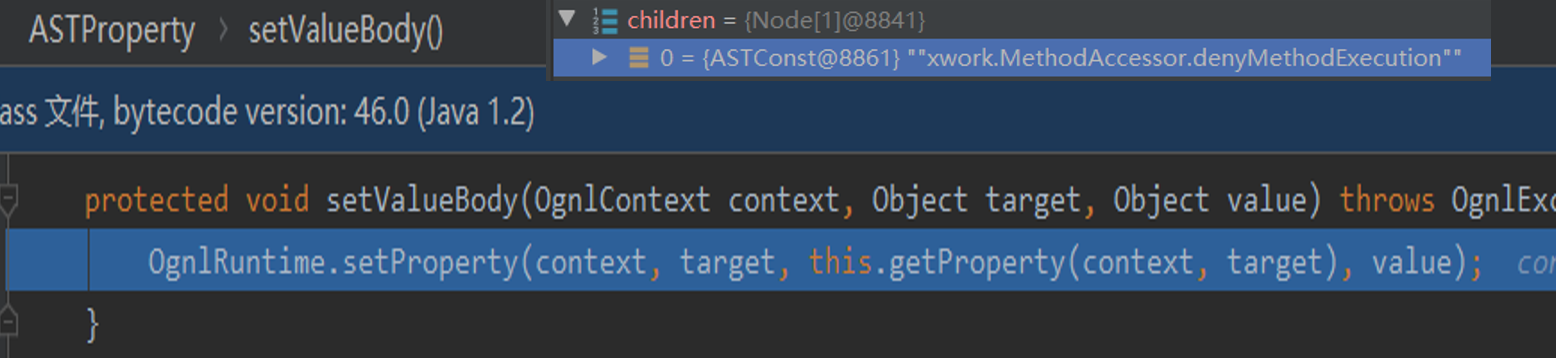 ASTProperty > setValueBody()
children = {Node[1]@8841}
0 = {ASTConst@8861} ""xwork.MethodAccessor.denyMethodExecution""
ass 文件, bytecode version: 46.0 (Java 1.2)
protected void setValueBody(OgnlContext context, Object target, Object value) throws OgnlExc
OgnlRuntime.setProperty(context, target, this.getProperty(context, target), value); con
}